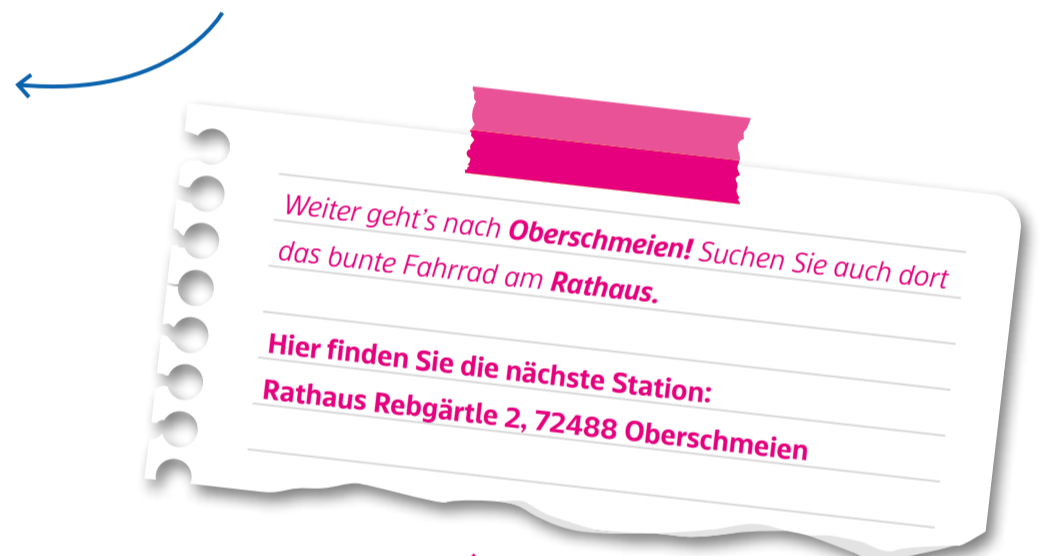 Weiter geht’s nach Oberschmeien! Suchen Sie auch dort
das bunte Fahrrad am Rathaus.
Hier finden Sie die nächste Station:
Rathaus Rebgärtle 2, 72488 Oberschmeien